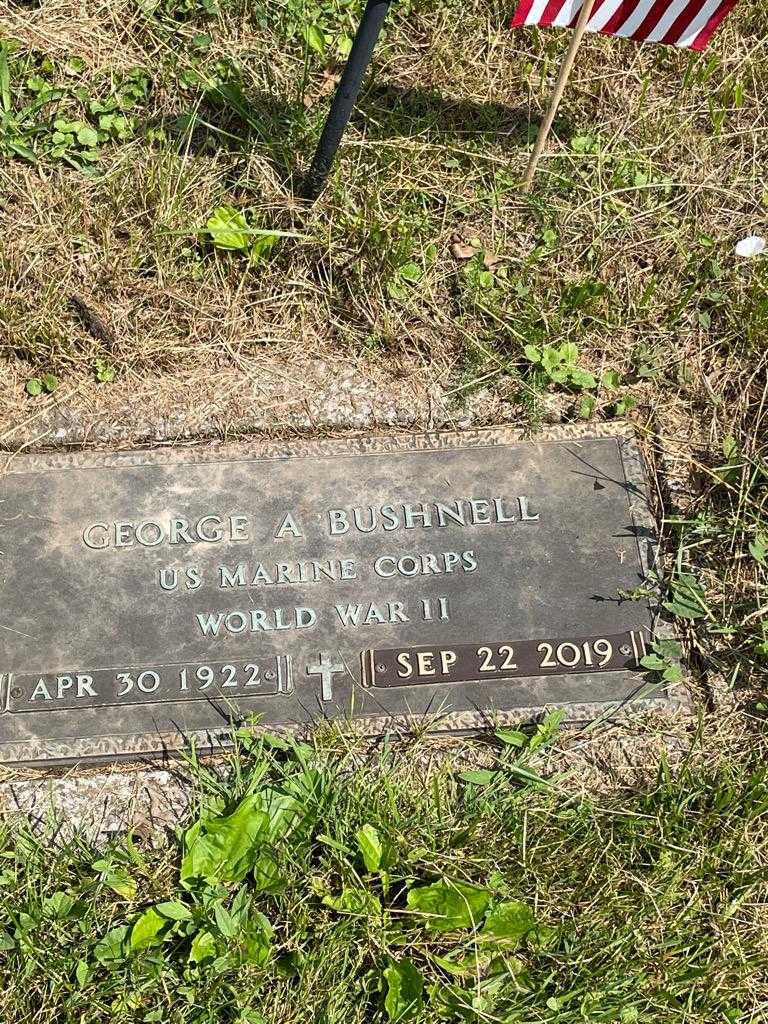 GEORGE A BUSHNELL
US MARINE CORPS
WORLD WAR II
APR 30 1922 SEP 22 2019